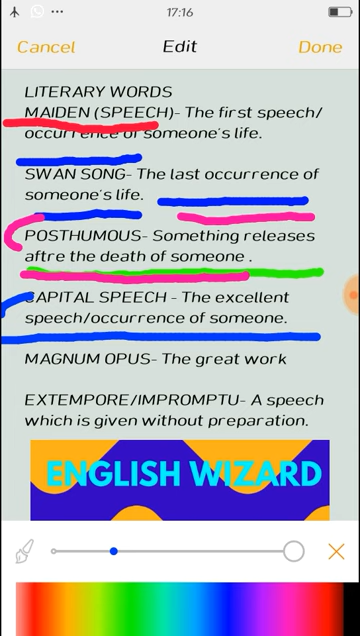 17:16
Cancel Edit Done
LITERARY WORDS
MAIDEN (SPEECH)- The first speech/
occurrence of someone's life.
SWAN SONG- The last occurrence of
someone's life.
POSTHUMOUS- Something releases
aftre the death of someone .
CAPITAL SPEECH - The excellent
speech/occurrence of someone.
MAGNUM OPUS- The great work
EXTEMPORE/IMPROMPTU- A speech
which is given without preparation.
ENGLISH WIZARD